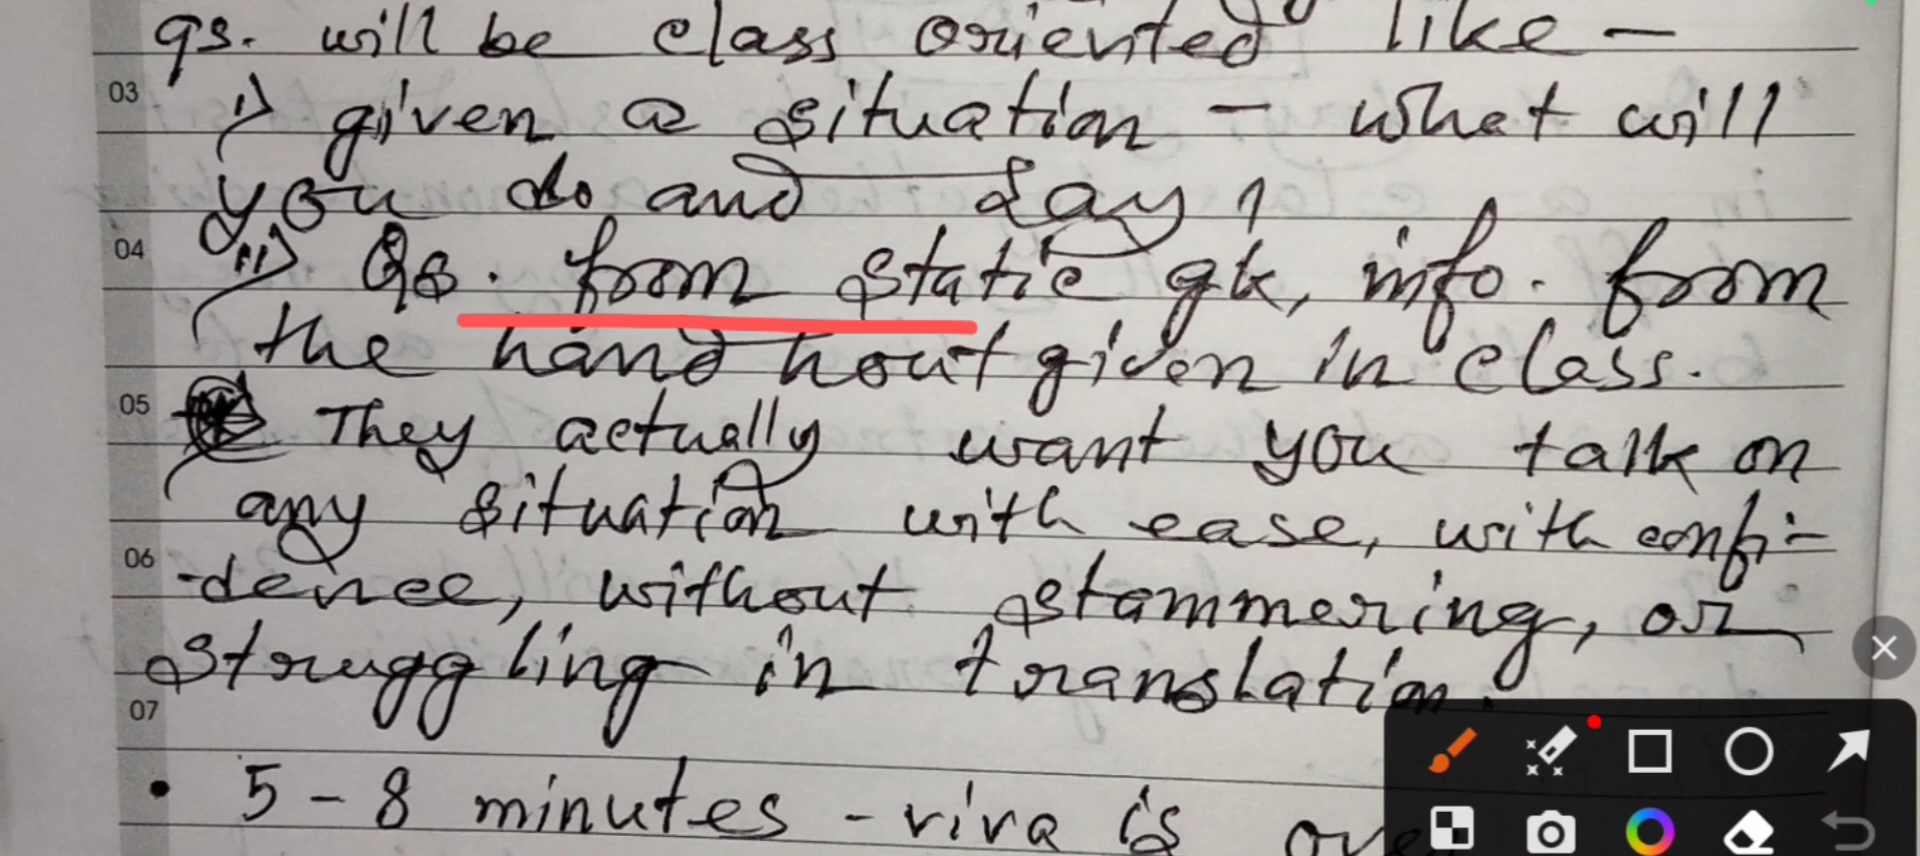 qs. will be class oriented like —
03
i) given a situation - what will
you do and say?
04
ii) Qs. from static gk, info. from
the hand hout given in class.
05
They actually want you talk on
any situation with ease, with confi-
06
-dence, without stammering, or
struggling in translation.
07
• 5-8 minutes - viva is ove